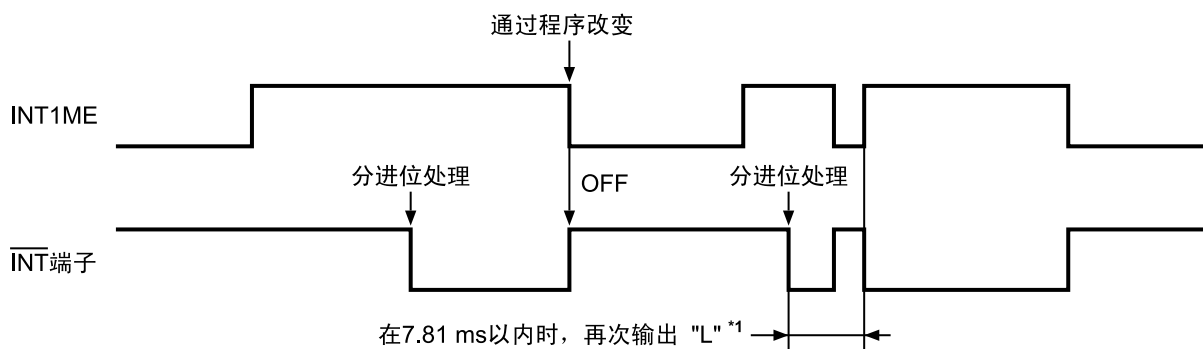 通过程序改变
INT1ME
分进位处理
OFF
分进位处理
INT端子
在7.81 ms以内时，再次输出 "L" *1